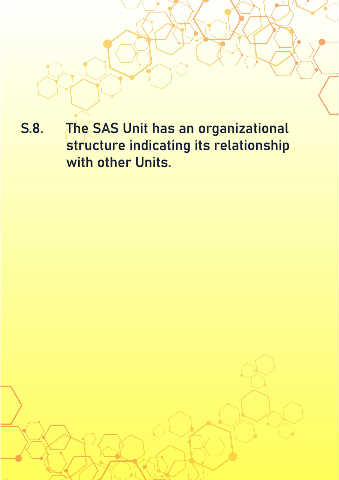 S.8. The SAS Unit has an organizational
structure indicating its relationship
with other Units.